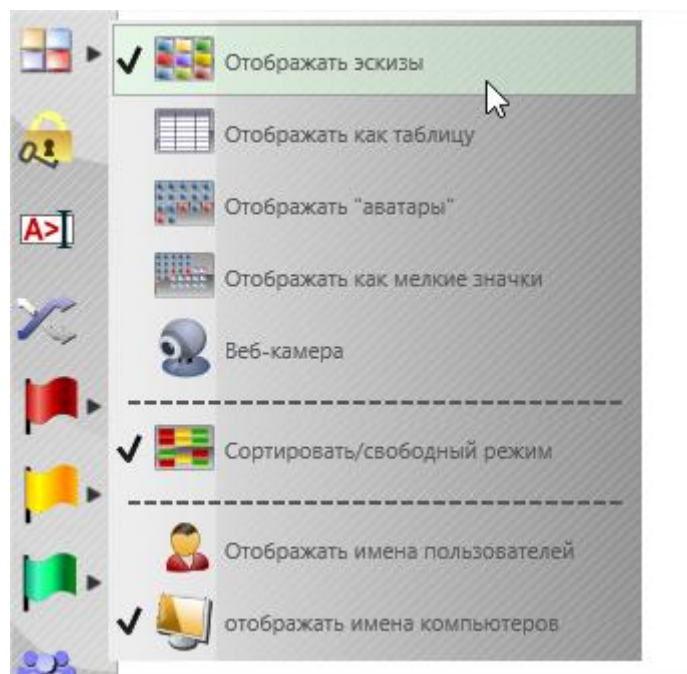 Отображать эскизы
Отображать как таблицу
A>
Отображать "аватары"
Отображать как мелкие значки
Веб-камера
Сортировать/свободный режим
Отображать имена пользователей
отображать имена компьютеров